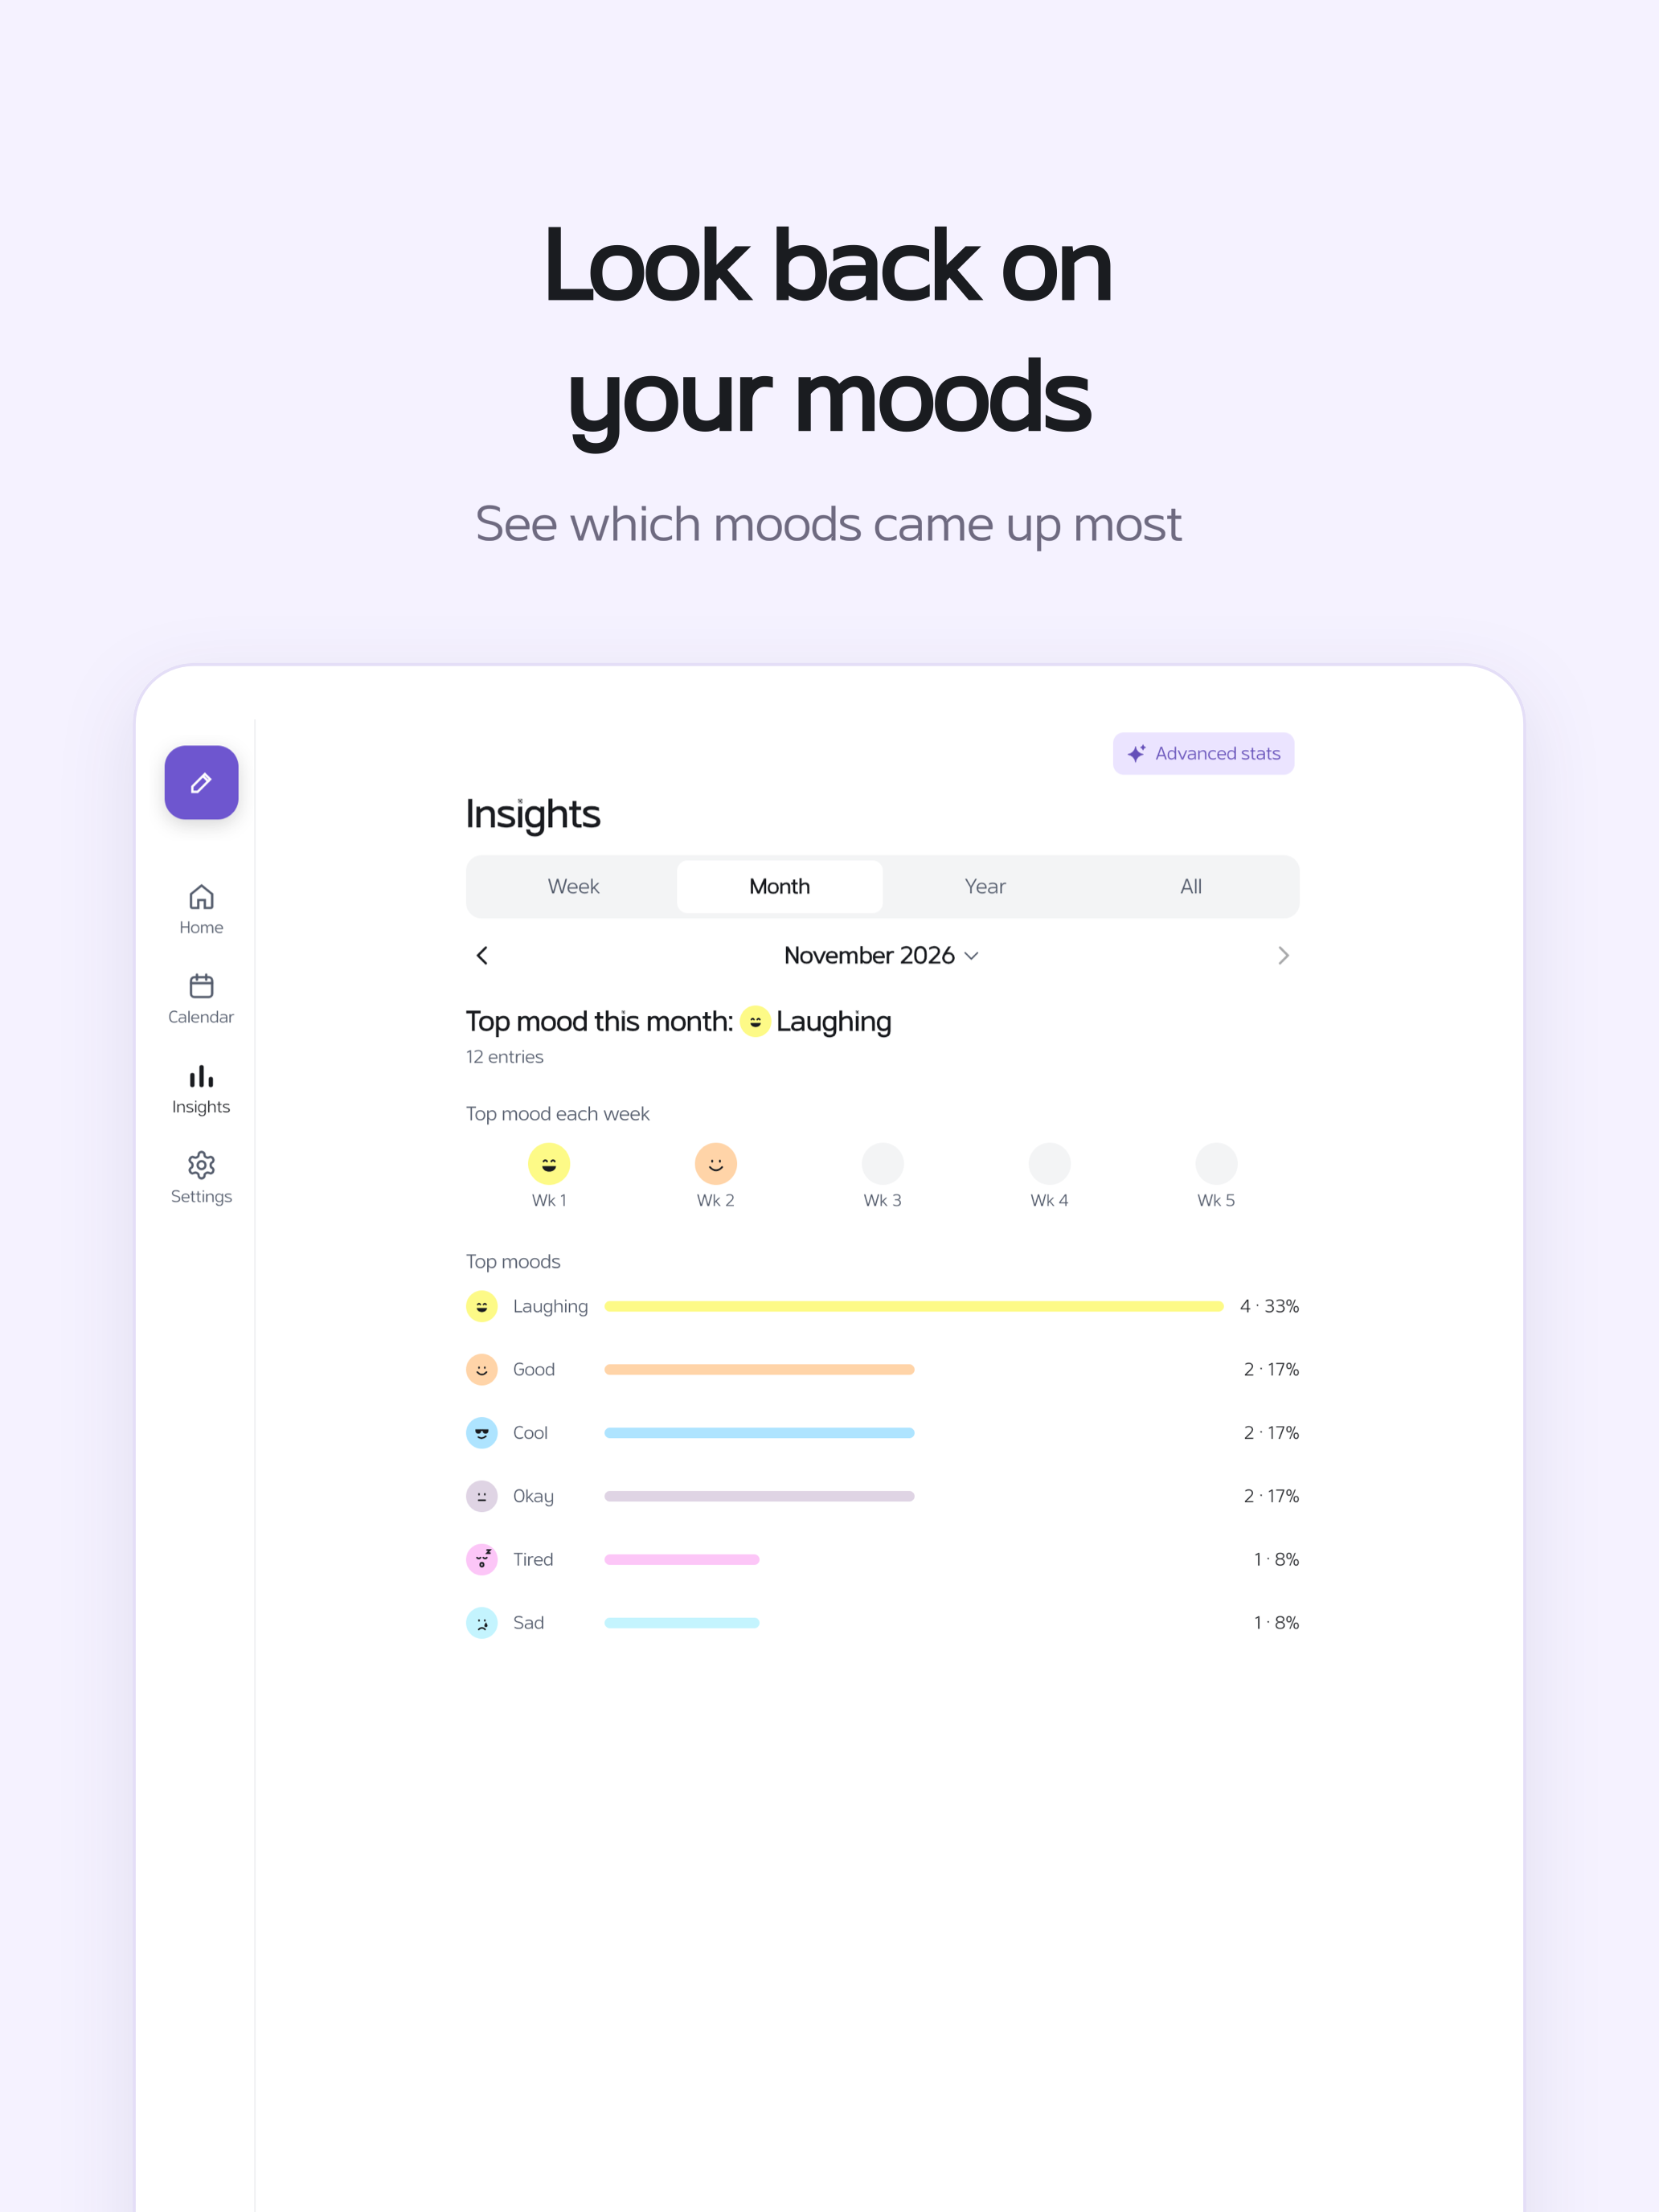 Look back on
your moods
See which moods came up most
Advanced stats
Insights
Week Month Year All
November 2026
Top mood this month: Laughing
12 entries
Top mood each week
Wk 1 Wk 2 Wk 3 Wk 4 Wk 5
Top moods
Laughing 4 · 33%
Good 2 · 17%
Cool 2 · 17%
Okay 2 · 17%
Tired 1 · 8%
Sad 1 · 8%
Home
Calendar
Insights
Settings